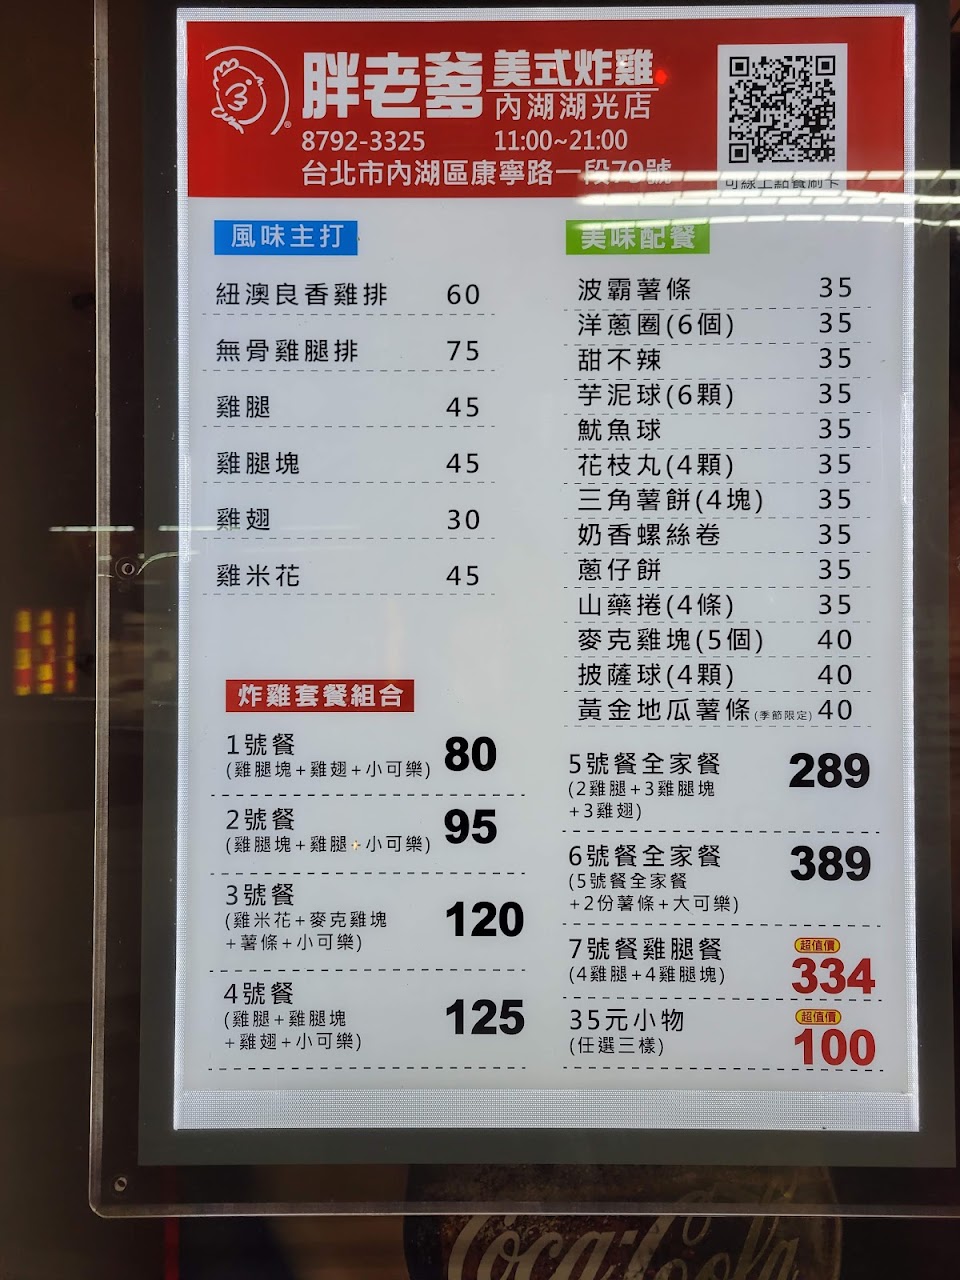 胖老爹 美式炸雞
內湖湖光店
8792-3325 11:00~21:00
台北市內湖區康寧路一段79號
可線上點餐刷卡
風味主打
紐澳良香雞排 60
無骨雞腿排 75
雞腿 45
雞腿塊 45
雞翅 30
雞米花 45
美味配餐
波霸薯條 35
洋蔥圈(6個) 35
甜不辣 35
芋泥球(6顆) 35
魷魚球 35
花枝丸(4顆) 35
三角薯餅(4塊) 35
奶香螺絲卷 35
蔥仔餅 35
山藥捲(4條) 35
麥克雞塊(5個) 40
披薩球(4顆) 40
黃金地瓜薯條(季節限定) 40
炸雞套餐組合
1號餐 80
(雞腿塊+雞翅+小可樂)
2號餐 95
(雞腿塊+雞腿+小可樂)
3號餐 120
(雞米花+麥克雞塊
+薯條+小可樂)
4號餐 125
(雞腿+雞腿塊
+雞翅+小可樂)
5號餐全家餐 289
(2雞腿+3雞腿塊
+3雞翅)
6號餐全家餐 389
(5號餐全家餐
+2份薯條+大可樂)
7號餐雞腿餐 超值價
(4雞腿+4雞腿塊) 334
35元小物 超值價
(任選三樣) 100
Coca-Cola